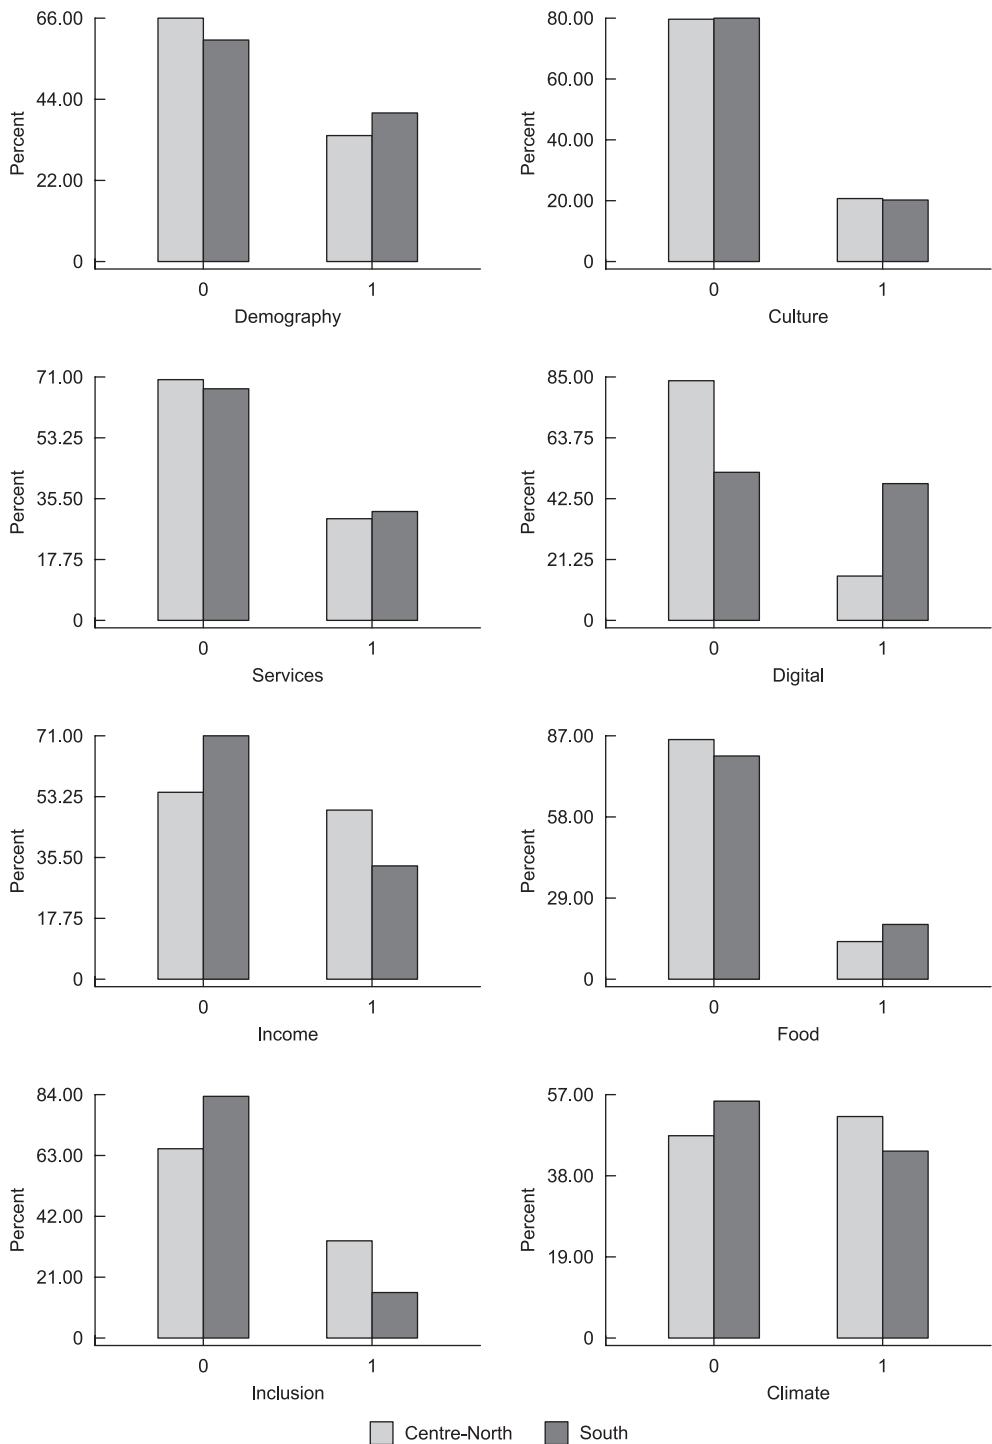 66.00
44.00
22.00
0
Percent
0 1
Demography
80.00
60.00
40.00
20.00
0
Percent
0 1
Culture
71.00
53.25
35.50
17.75
0
Percent
0 1
Services
85.00
63.75
42.50
21.25
0
Percent
0 1
Digital
71.00
53.25
35.50
17.75
0
Percent
0 1
Income
87.00
58.00
29.00
0
Percent
0 1
Food
84.00
63.00
42.00
21.00
0
Percent
0 1
Inclusion
57.00
38.00
19.00
0
Percent
0 1
Climate
Centre-North South